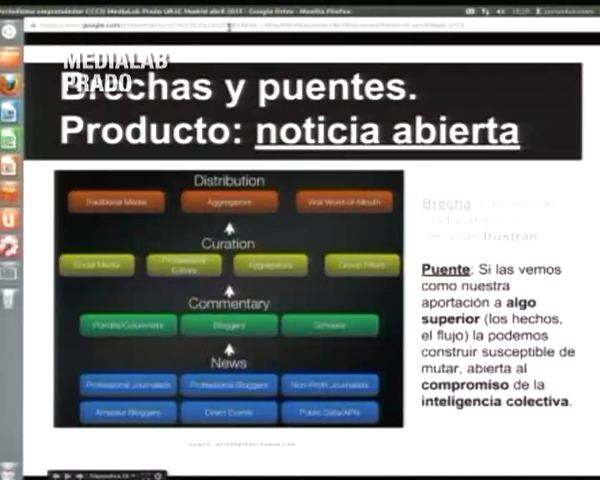 MEDIALAB
PRADO
Brechas y puentes.
Producto: noticia abierta
Distribution
Traditional Media Aggregators Viral Word-of-Mouth
Curation
Social Media Professional Editors Aggregators Group Filters
Commentary
Pundits/Columnists Bloggers Schools
News
Professional Journalists Professional Bloggers Non-Profit Journalists
Amateur Bloggers Direct Events Public Data/APIs
Brecha
frustran
Puente: Si las vemos
como nuestra
aportación a algo
superior (los hechos,
el flujo) la podemos
construir susceptible de
mutar, abierta al
compromiso de la
inteligencia colectiva.